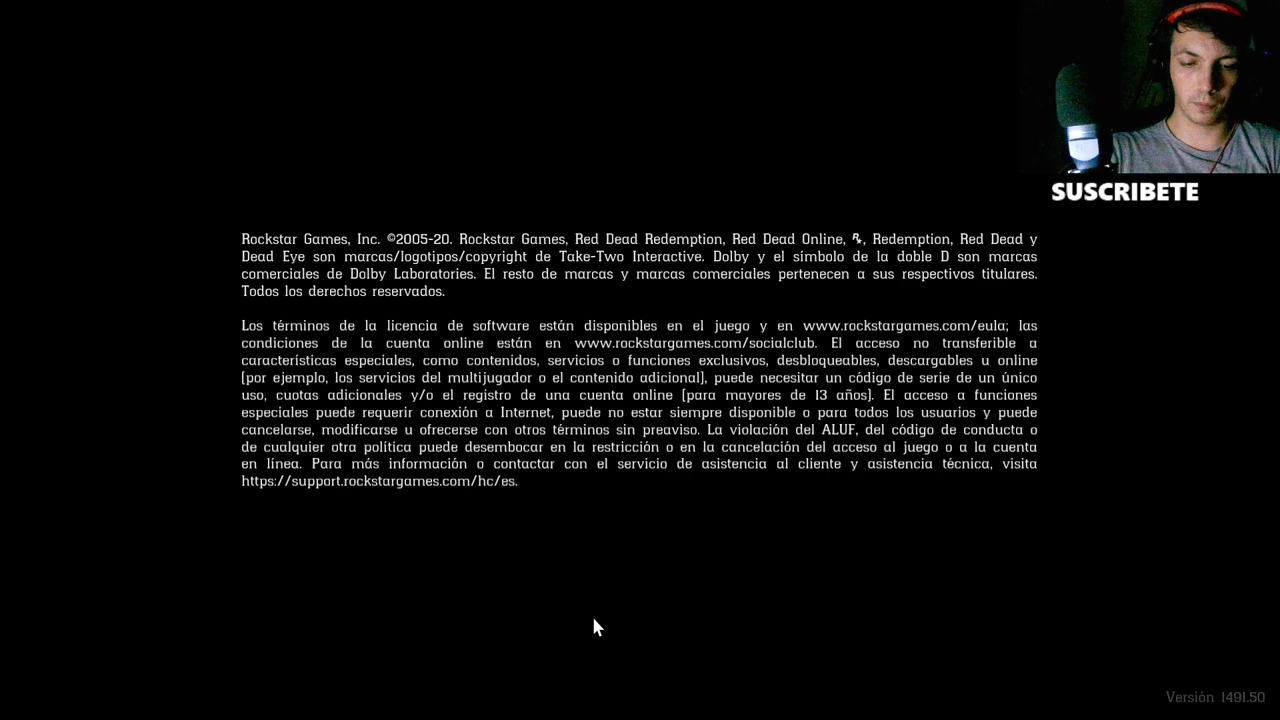 SUSCRIBETE
Rockstar Games, Inc. ©2005-20. Rockstar Games, Red Dead Redemption, Red Dead Online, R★, Redemption, Red Dead y
Dead Eye son marcas/logotipos/copyright de Take-Two Interactive. Dolby y el símbolo de la doble D son marcas
comerciales de Dolby Laboratories. El resto de marcas y marcas comerciales pertenecen a sus respectivos titulares.
Todos los derechos reservados.
Los términos de la licencia de software están disponibles en el juego y en www.rockstargames.com/eula; las
condiciones de la cuenta online están en www.rockstargames.com/socialclub. El acceso no transferible a
características especiales, como contenidos, servicios o funciones exclusivos, desbloqueables, descargables u online
(por ejemplo, los servicios del multijugador o el contenido adicional), puede necesitar un código de serie de un único
uso, cuotas adicionales y/o el registro de una cuenta online (para mayores de 13 años). El acceso a funciones
especiales puede requerir conexión a Internet, puede no estar siempre disponible o para todos los usuarios y puede
cancelarse, modificarse u ofrecerse con otros términos sin preaviso. La violación del ALUF, del código de conducta o
de cualquier otra política puede desembocar en la restricción o en la cancelación del acceso al juego o a la cuenta
en línea. Para más información o contactar con el servicio de asistencia al cliente y asistencia técnica, visita
https://support.rockstargames.com/hc/es.
Versión 1491.50